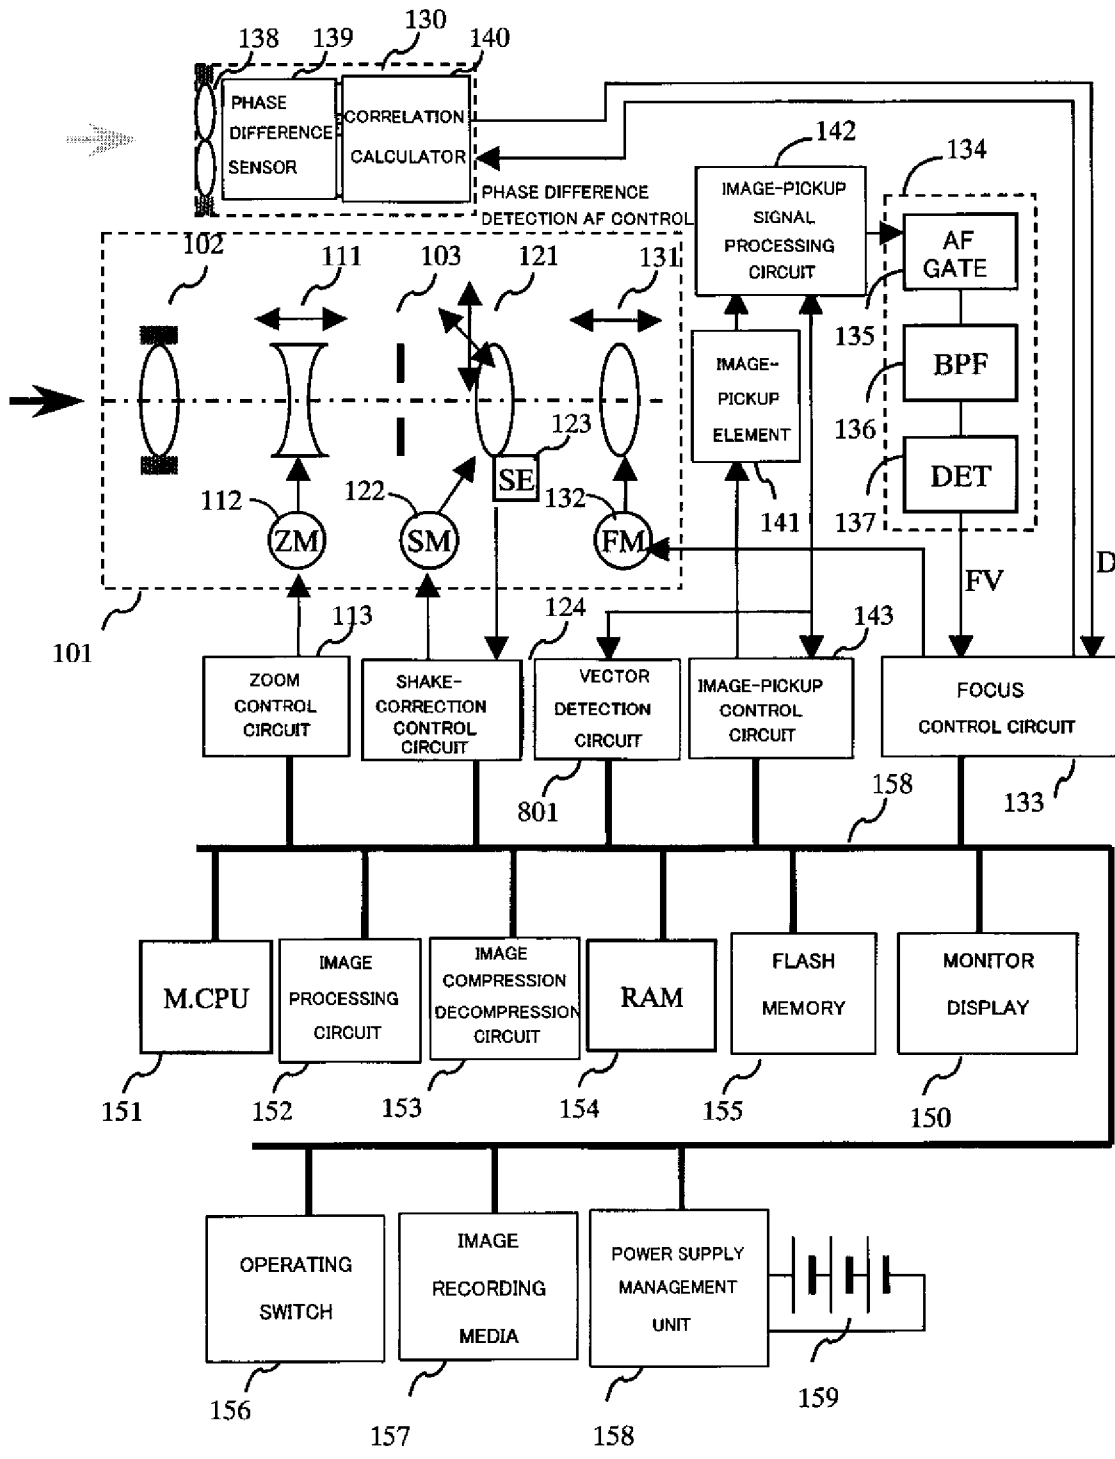 130
138
139
140
PHASE
DIFFERENCE
SENSOR
CORRELATION
CALCULATOR
PHASE DIFFERENCE
DETECTION AF CONTROL
142
IMAGE-PICKUP
SIGNAL
PROCESSING
CIRCUIT
134
AF
GATE
135
BPF
136
DET
137
102
111
103
121
131
IMAGE-
PICKUP
ELEMENT
141
123
SE
112
ZM
122
SM
132
FM
FV
D
101
113
124
143
ZOOM
CONTROL
CIRCUIT
SHAKE-
CORRECTION
CONTROL
CIRCUIT
VECTOR
DETECTION
CIRCUIT
IMAGE-PICKUP
CONTROL
CIRCUIT
FOCUS
CONTROL CIRCUIT
801
158
133
M.CPU
IMAGE
PROCESSING
CIRCUIT
IMAGE
COMPRESSION
DECOMPRESSION
CIRCUIT
RAM
FLASH
MEMORY
MONITOR
DISPLAY
151
152
153
154
155
150
OPERATING
SWITCH
IMAGE
RECORDING
MEDIA
POWER SUPPLY
MANAGEMENT
UNIT
156
157
158
159